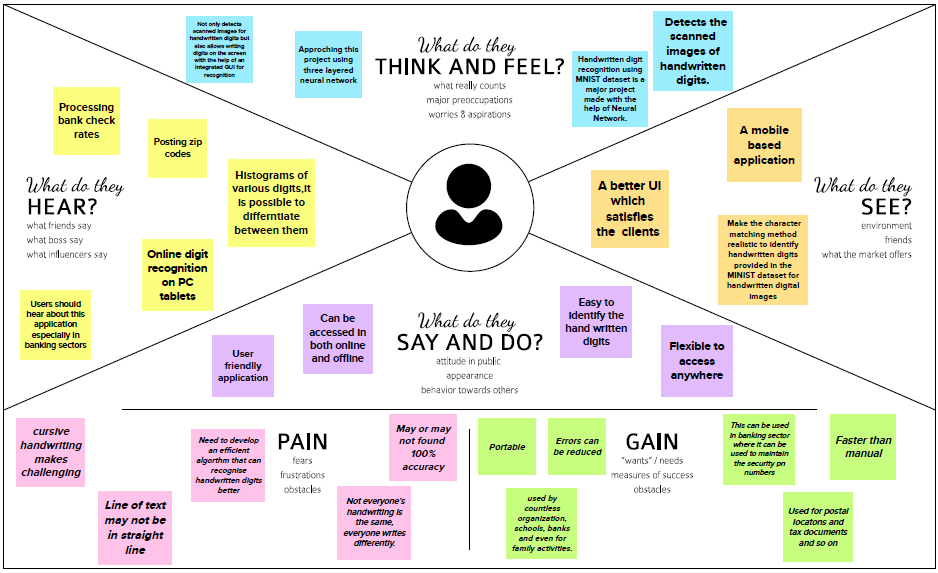 Not only detects
scanned images for
handwritten digits but
also allows writing
digits on the screen
with the help of an
integrated GUI for
recognition
Approching this
project using
three layered
neural network
What do they
THINK AND FEEL?
what really counts
major preoccupations
worries & aspirations
Handwritten digit
recognition using
MNIST dataset is a
major project
made with the
help of Neural
Network.
Detects the
scanned
images of
handwritten
digits.
Processing
bank check
rates
Posting zip
codes
Histograms of
various digits,it
is possible to
differntiate
between them
What do they
HEAR?
what friends say
what boss say
what influencers say
Online digit
recognition
on PC
tablets
Users should
hear about this
application
especially in
banking sectors
A mobile
based
application
A better UI
which
satisfies
the clients
What do they
SEE?
environment
friends
what the market offers
Make the character
matching method
realistic to identify
handwritten digits
provided in the
MINIST dataset for
handwritten digital
images
User
friendlly
application
Can be
accessed in
both online
and offline
What do they
SAY AND DO?
attitude in public
appearance
behavior towards others
Easy to
identify the
hand written
digits
Flexible to
access
anywhere
cursive
handwriting
makes
challenging
Line of text
may not be
in straight
line
Need to develop
an efficient
algorithm that can
recognise
handwritten digits
better
PAIN
fears
frustrations
obstacles
May or may
not found
100%
accuracy
Not everyone's
handwriting is
the same,
everyone writes
differently.
Portable
Errors can
be reduced
used by
countless
organization,
schools, banks
and even for
family activities.
GAIN
"wants" / needs
measures of success
obstacles
This can be used
in banking sector
where it can be
used to maintain
the security pn
numbers
Faster than
manual
Used for postal
locatons and
tax documents
and so on